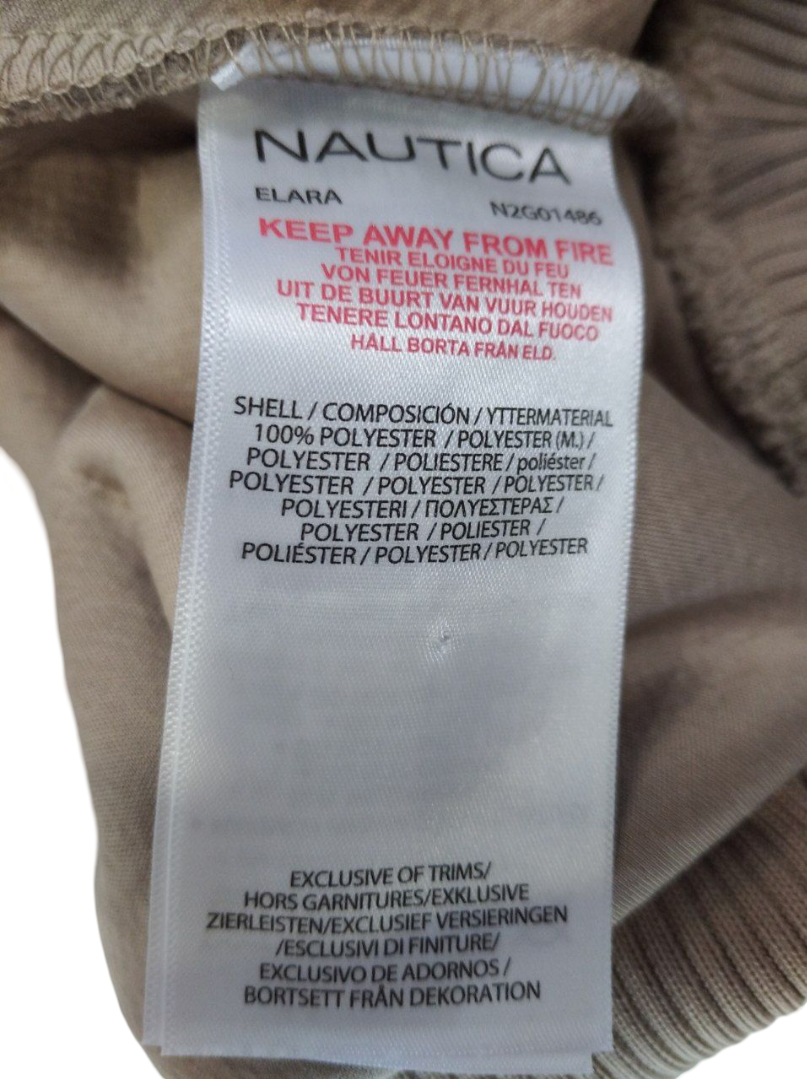 NAUTICA
ELARA N2G01486
KEEP AWAY FROM FIRE
TENIR ELOIGNE DU FEU
VON FEUER FERNHAL TEN
UIT DE BUURT VAN VUUR HOUDEN
TENERE LONTANO DAL FUOCO
HÅLL BORTA FRÅN ELD.
SHELL / COMPOSICIÓN / YTTERMATERIAL
100% POLYESTER / POLYESTER (M.) /
POLYESTER / POLIESTERE / poliéster /
POLYESTER / POLYESTER / POLYESTER /
POLYESTERI / ΠΟΛΥΕΣΤΕΡΑΣ /
POLYESTER / POLIESTER /
POLIÉSTER / POLYESTER / POLYESTER
EXCLUSIVE OF TRIMS/
HORS GARNITURES/EXKLUSIVE
ZIERLEISTEN/EXCLUSIEF VERSIERINGEN
/ESCLUSIVI DI FINITURE/
EXCLUSIVO DE ADORNOS /
BORTSETT FRÅN DEKORATION